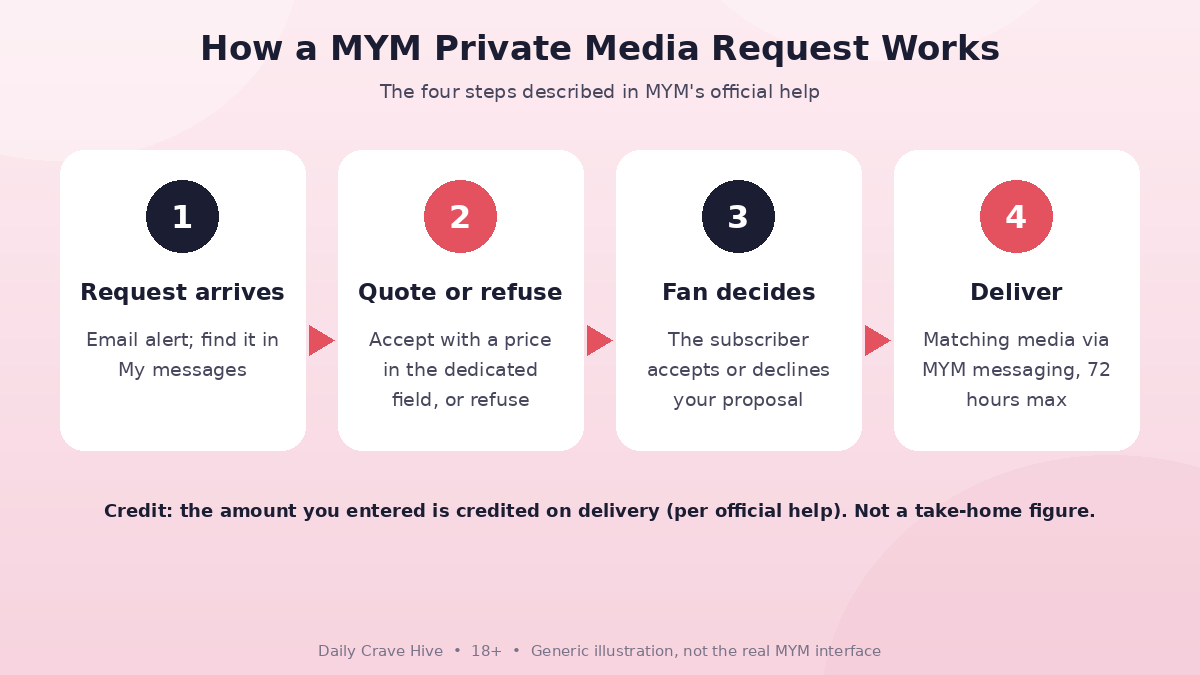 How a MYM Private Media Request Works
The four steps described in MYM's official help
1
Request arrives
Email alert; find it in
My messages
2
Quote or refuse
Accept with a price
in the dedicated
field, or refuse
3
Fan decides
The subscriber
accepts or declines
your proposal
4
Deliver
Matching media via
MYM messaging, 72
hours max
Credit: the amount you entered is credited on delivery (per official help). Not a take-home figure.
Daily Crave Hive • 18+ • Generic illustration, not the real MYM interface